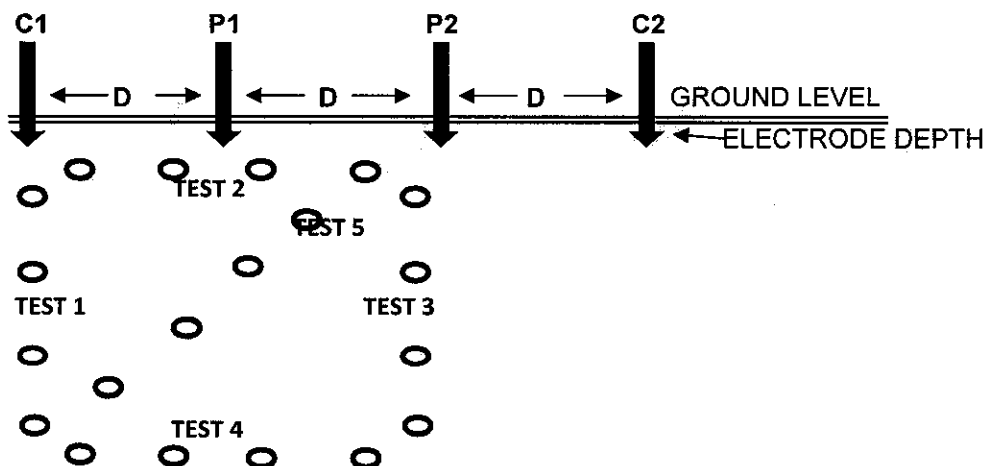 C1 P1 P2 C2
D D D
GROUND LEVEL
ELECTRODE DEPTH
TEST 2
TEST 5
TEST 1 TEST 3
TEST 4